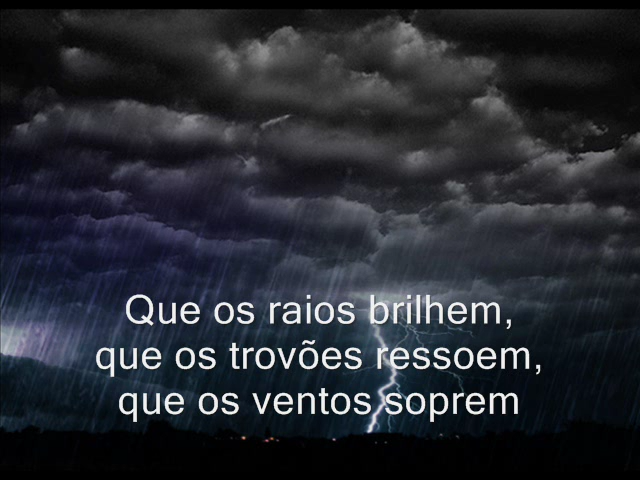 Que os raios brilhem,
que os trovões ressoem,
que os ventos soprem